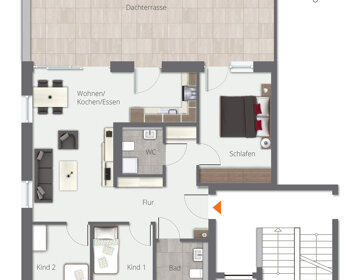 Dachterrasse
Wohnen/
Kochen/Essen
WC
Schlafen
Flur
Kind 2
Kind 1
Bad